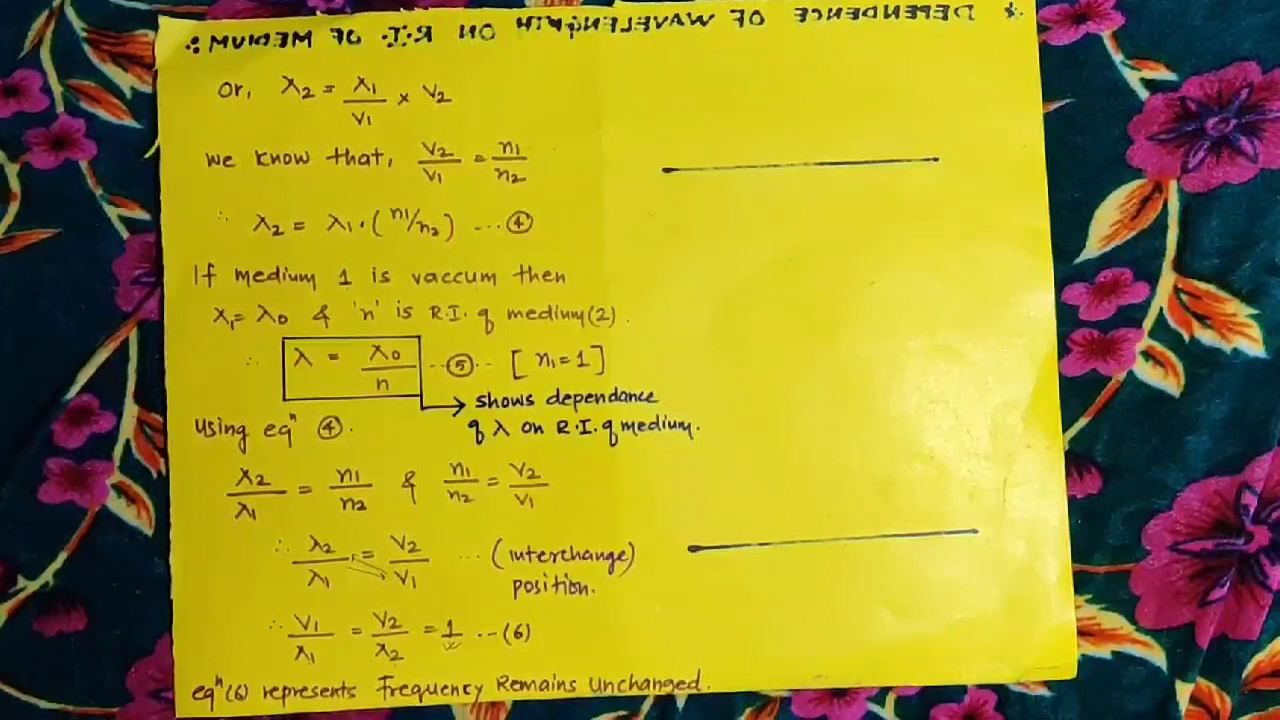 * DEPENDENCE OF WAVELENGTH ON R.I. OF MEDIUM :
Or, λ2 = λ1/V1 × V2
We know that, V2/V1 = n1/n2
∴ λ2 = λ1 · (n1/n2) ... ④
If medium 1 is vaccum then
λ1 = λ0 & 'n' is R.I. of medium(2).
∴ λ = λ0/n ... ⑤ ... [n1 = 1]
→ shows dependance
of λ on R.I. of medium.
Using eqⁿ ④.
λ2/λ1 = n1/n2 & n1/n2 = V2/V1
∴ λ2/λ1 = V2/V1 ... (interchange)
position.
∴ V1/λ1 = V2/λ2 = 1 ... (6)
eqⁿ(6) represents Frequency Remains Unchanged.